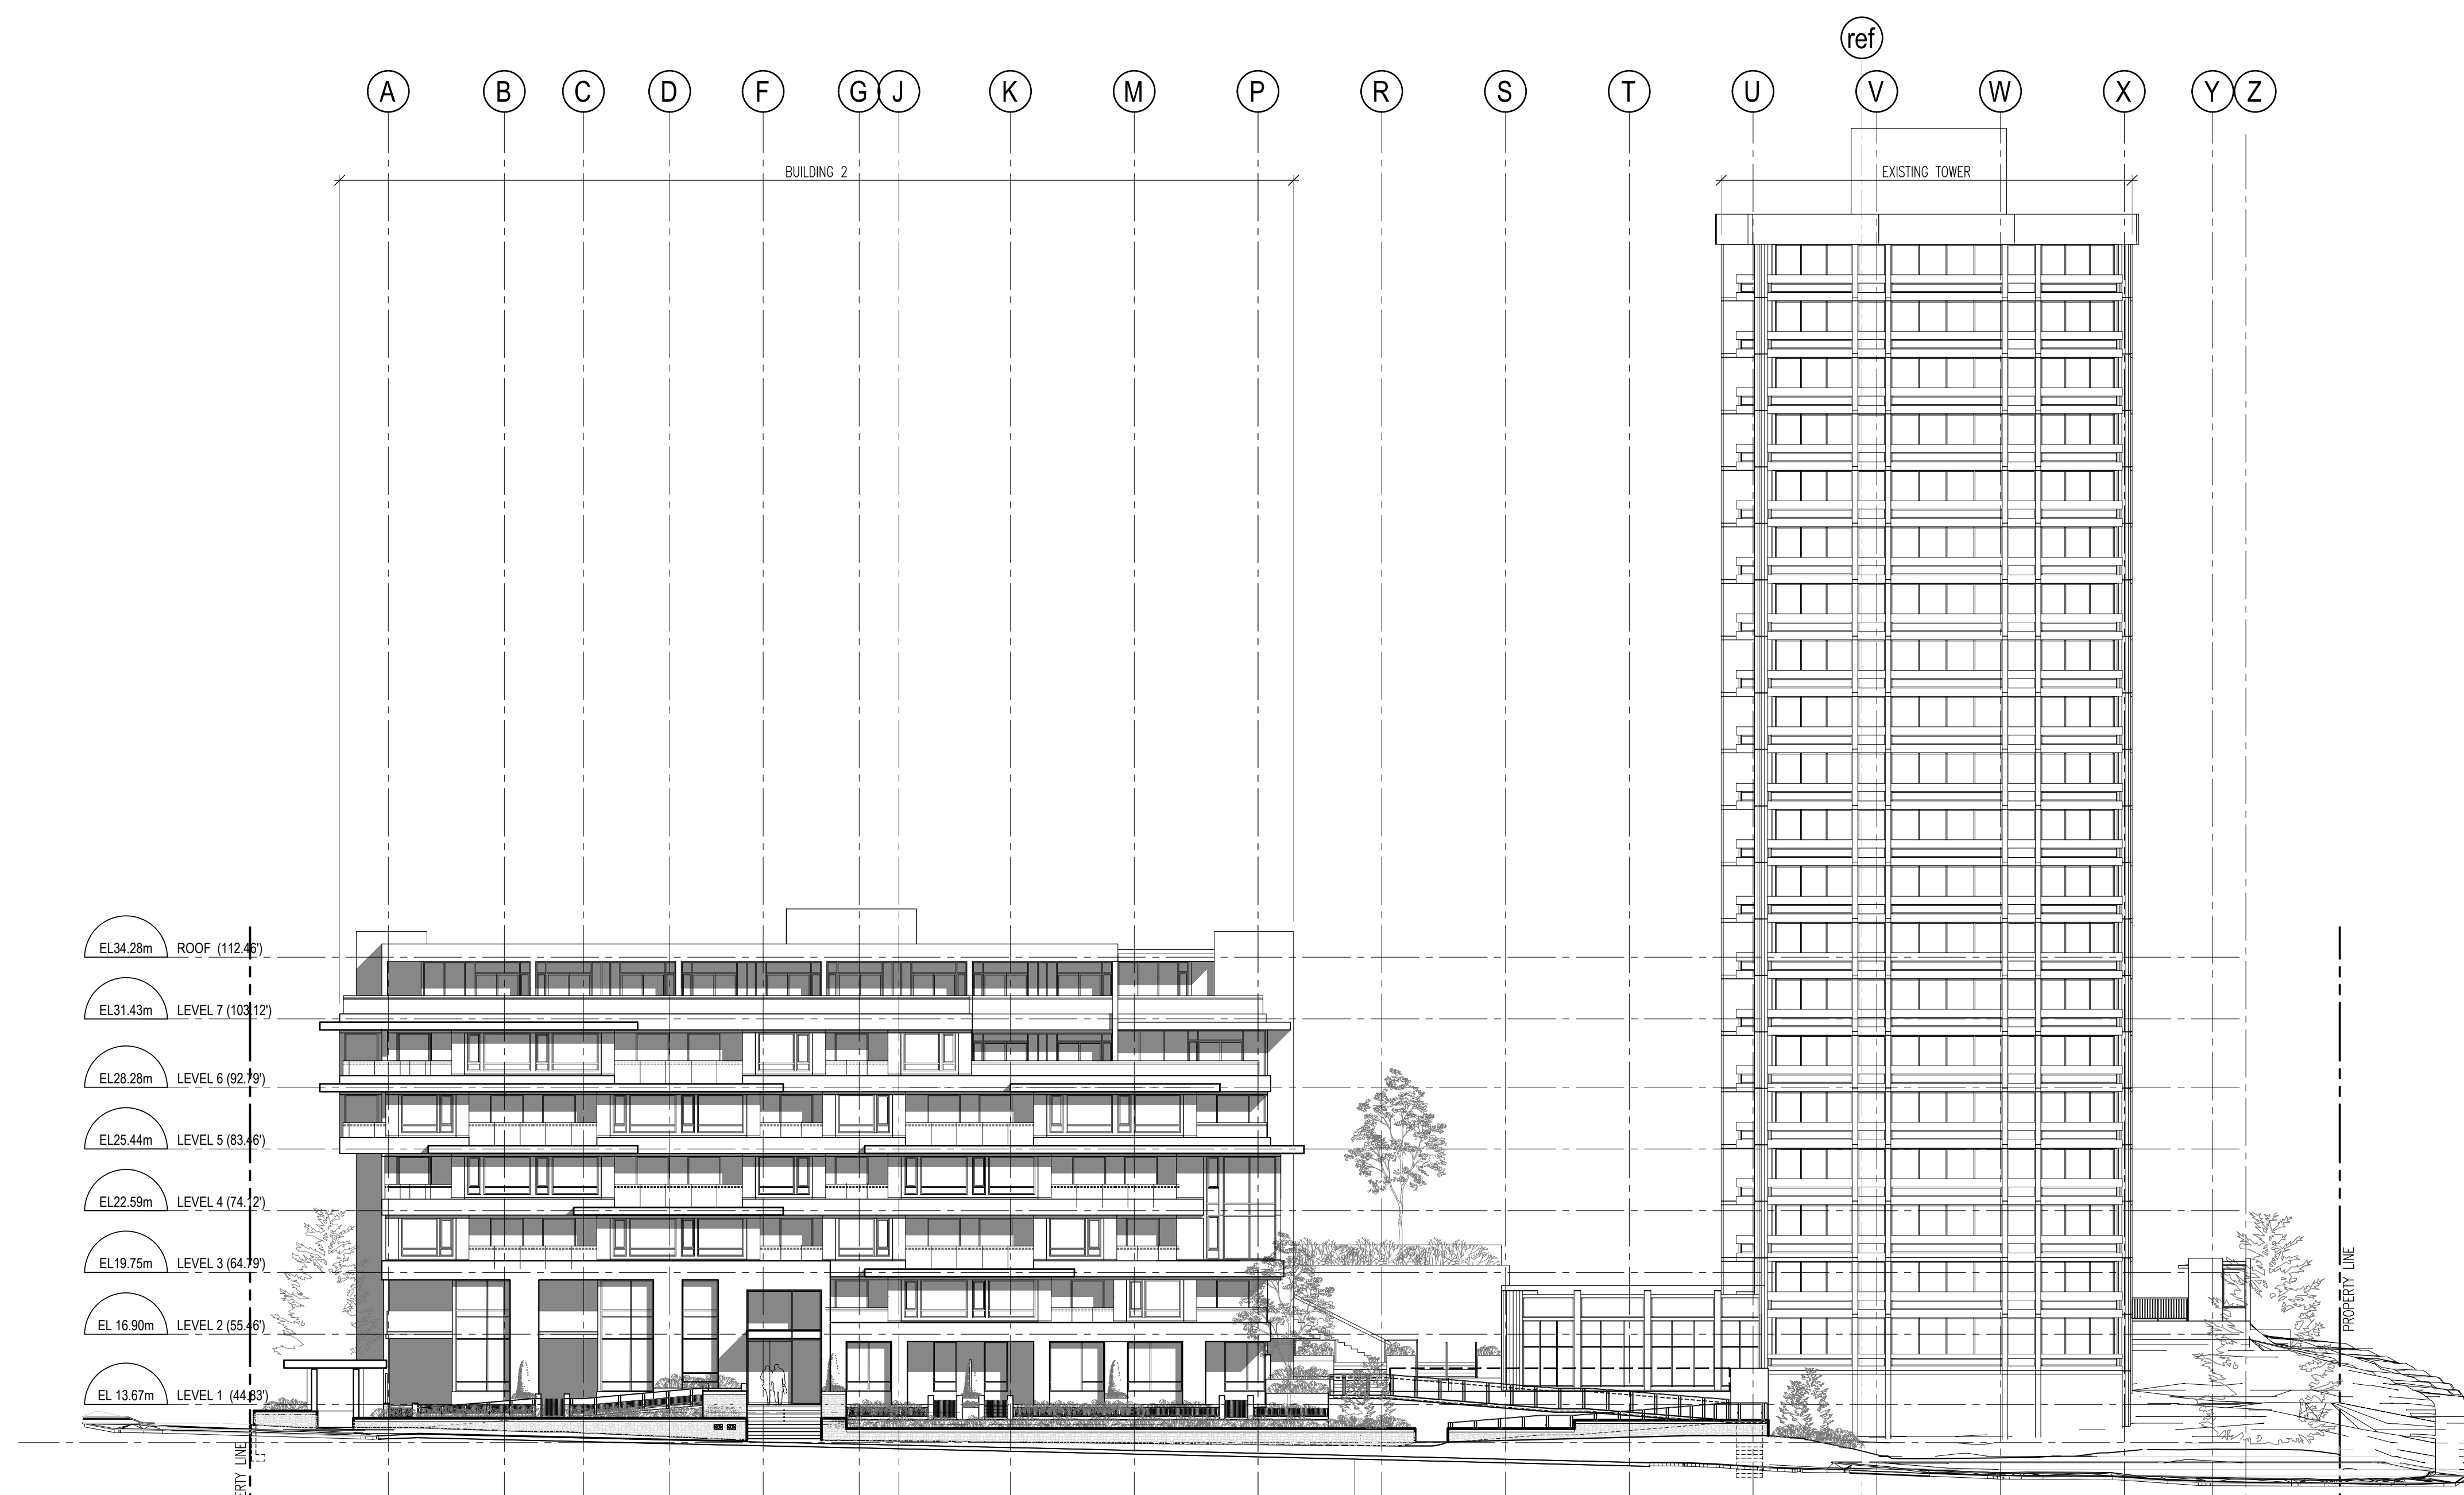 ref
A B C D F G J K M P R S T U V W X Y Z
BUILDING 2 EXISTING TOWER
EL34.28m ROOF (112.46')
EL31.43m LEVEL 7 (103.12')
EL28.28m LEVEL 6 (92.79')
EL25.44m LEVEL 5 (83.46')
EL22.59m LEVEL 4 (74.12')
EL19.75m LEVEL 3 (64.79')
EL 16.90m LEVEL 2 (55.46')
EL 13.67m LEVEL 1 (44.83')
PROPERTY LINE
ERTY LINE